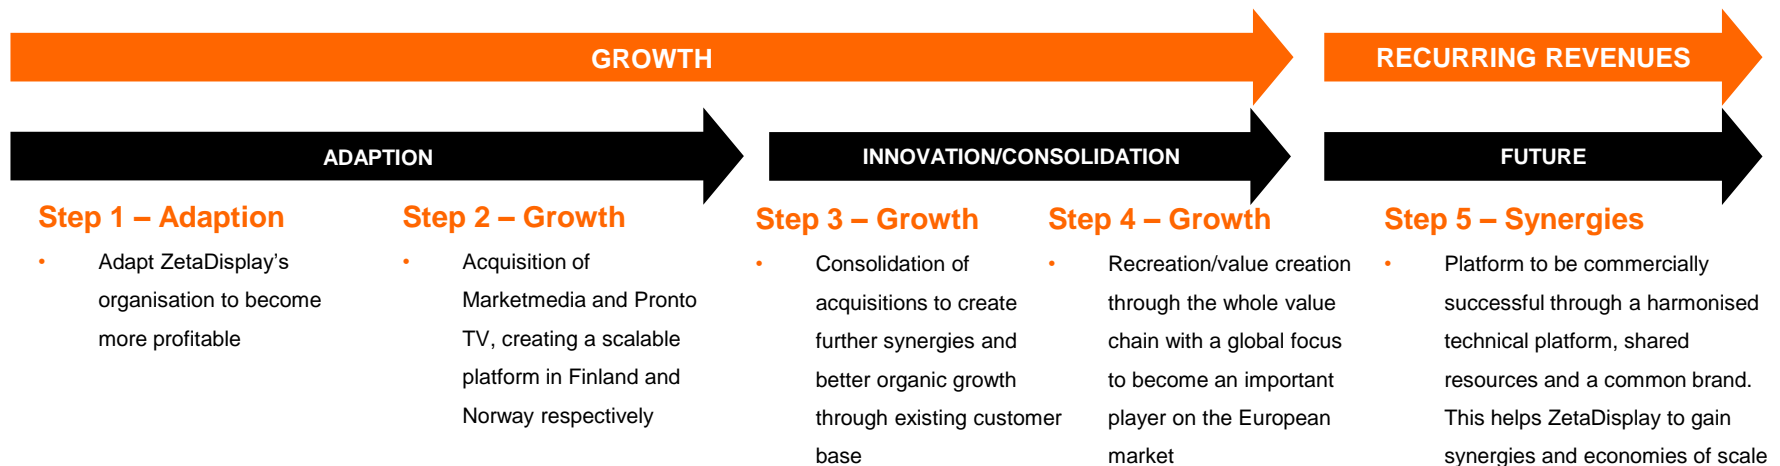 GROWTH
RECURRING REVENUES
ADAPTION
INNOVATION/CONSOLIDATION
FUTURE
Step 1 – Adaption
• Adapt ZetaDisplay’s
organisation to become
more profitable
Step 2 – Growth
• Acquisition of
Marketmedia and Pronto
TV, creating a scalable
platform in Finland and
Norway respectively
Step 3 – Growth
• Consolidation of
acquisitions to create
further synergies and
better organic growth
through existing customer
base
Step 4 – Growth
• Recreation/value creation
through the whole value
chain with a global focus
to become an important
player on the European
market
Step 5 – Synergies
• Platform to be commercially
successful through a harmonised
technical platform, shared
resources and a common brand.
This helps ZetaDisplay to gain
synergies and economies of scale